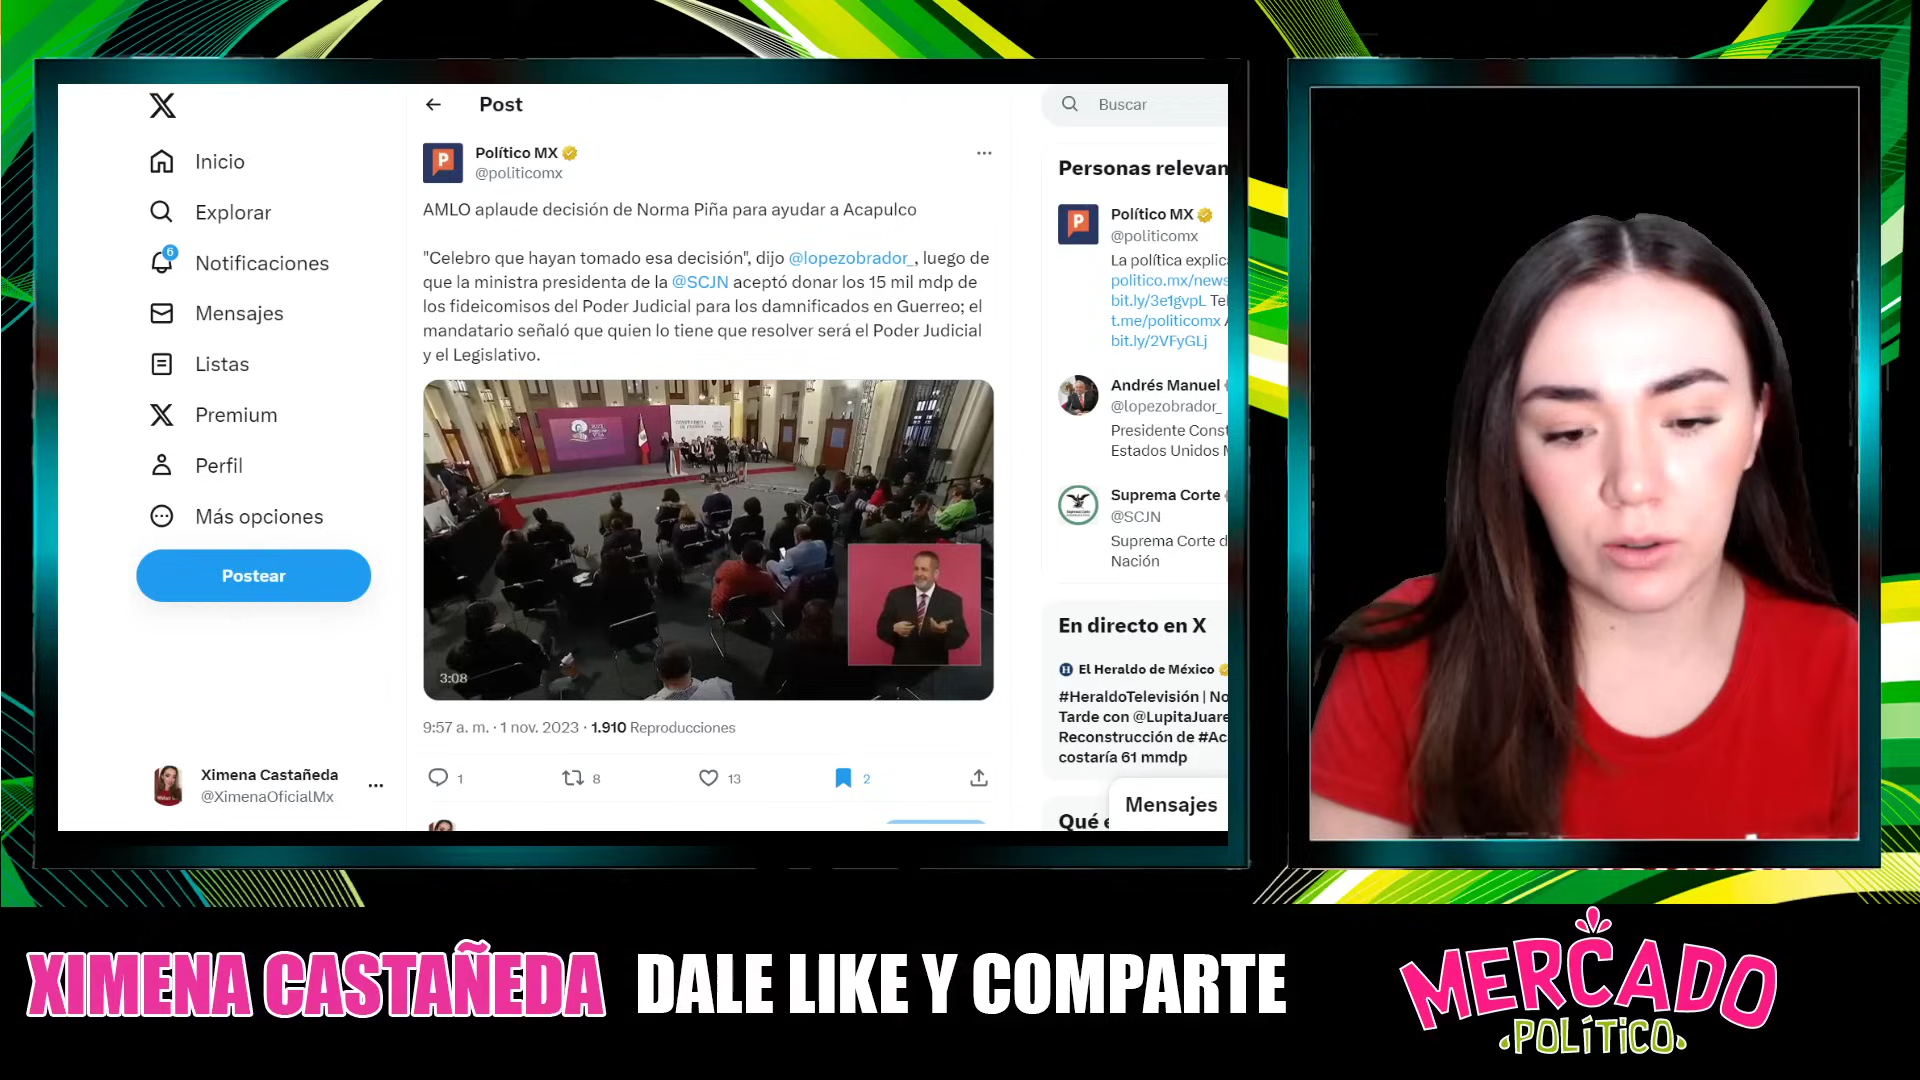 Inicio
Explorar
6
Notificaciones
Mensajes
Listas
Premium
Perfil
Más opciones
Postear
Ximena Castañeda
@XimenaOficialMx
Post
Político MX
@politicomx
AMLO aplaude decisión de Norma Piña para ayudar a Acapulco
"Celebro que hayan tomado esa decisión", dijo @lopezobrador_, luego de
que la ministra presidenta de la @SCJN aceptó donar los 15 mil mdp de
los fideicomisos del Poder Judicial para los damnificados en Guerreo; el
mandatario señaló que quien lo tiene que resolver será el Poder Judicial
y el Legislativo.
3:08
9:57 a. m. · 1 nov. 2023 · 1.910 Reproducciones
1
8
13
2
Buscar
Personas relevan
Político MX
@politicomx
La política explic
politico.mx/news
bit.ly/3e1gvpL Te
t.me/politicomx
bit.ly/2VFyGLj
Andrés Manuel
@lopezobrador_
Presidente Const
Estados Unidos
Suprema Corte
@SCJN
Suprema Corte d
Nación
En directo en X
El Heraldo de México
#HeraldoTelevisión | No
Tarde con @LupitaJuare
Reconstrucción de #Ac
costaría 61 mmdp
Mensajes
Qué
XIMENA CASTAÑEDA DALE LIKE Y COMPARTE
MERCADO
POLÍTICO